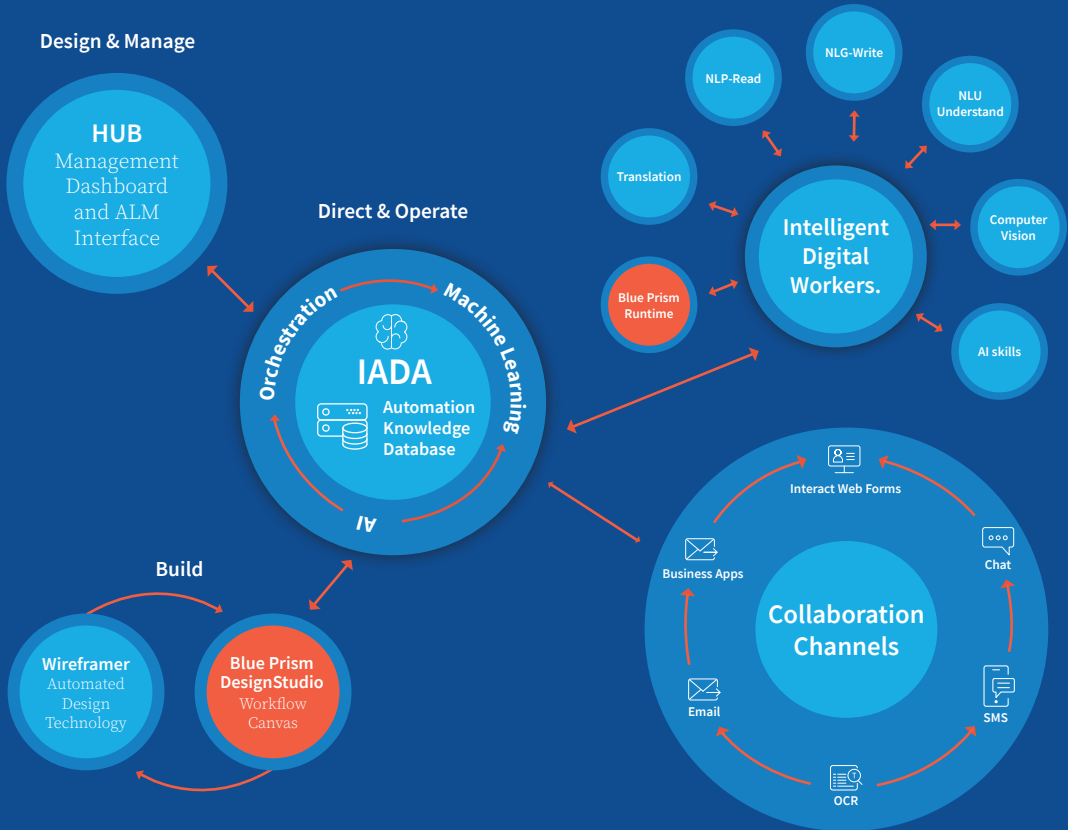 Design & Manage
HUB
Management
Dashboard
and ALM
Interface
Direct & Operate
Orchestration
Machine Learning
AI
IADA
Automation
Knowledge
Database
Build
Wireframer
Automated
Design
Technology
Blue Prism
DesignStudio
Workflow
Canvas
NLP-Read
NLG-Write
NLU
Understand
Translation
Computer
Vision
Blue Prism
Runtime
AI skills
Intelligent
Digital
Workers.
Interact Web Forms
Business Apps
Chat
Collaboration
Channels
Email
SMS
OCR